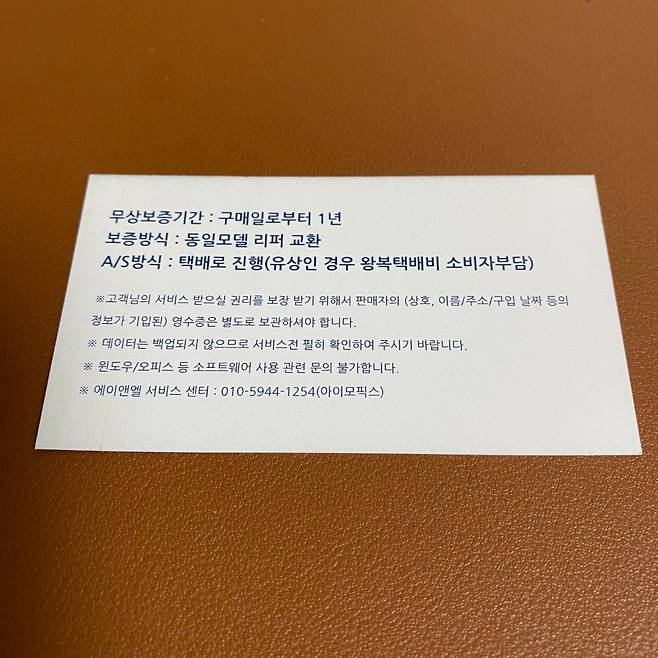 무상보증기간 : 구매일로부터 1년
보증방식 : 동일모델 리퍼 교환
A/S방식 : 택배로 진행(유상인 경우 왕복택배비 소비자부담)
※고객님의 서비스 받으실 권리를 보장 받기 위해서 판매자의 (상호, 이름/주소/구입 날짜 등의
정보가 기입된) 영수증은 별도로 보관하셔야 합니다.
※ 데이터는 백업되지 않으므로 서비스전 필히 확인하여 주시기 바랍니다.
※ 윈도우/오피스 등 소프트웨어 사용 관련 문의 불가합니다.
※ 에이앤엘 서비스 센터 : 010-5944-1254(아이모픽스)